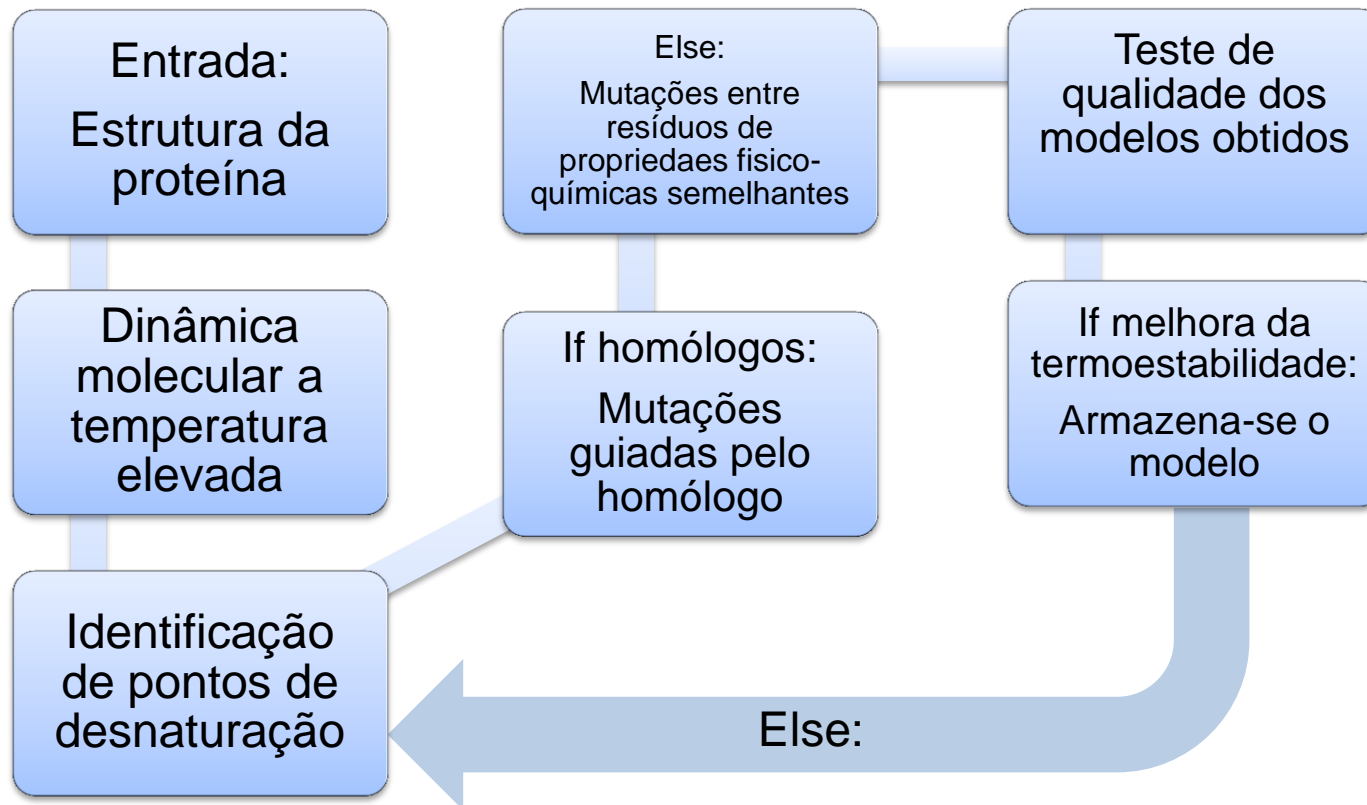 Entrada:
Estrutura da
proteína
Dinâmica
molecular a
temperatura
elevada
Identificação
de pontos de
desnaturação
If homólogos:
Mutações
guiadas pelo
homólogo
Else:
Mutações entre
resíduos de
propriedaes fisico-
químicas semelhantes
Teste de
qualidade dos
modelos obtidos
If melhora da
termoestabilidade:
Armazena-se o
modelo
Else: